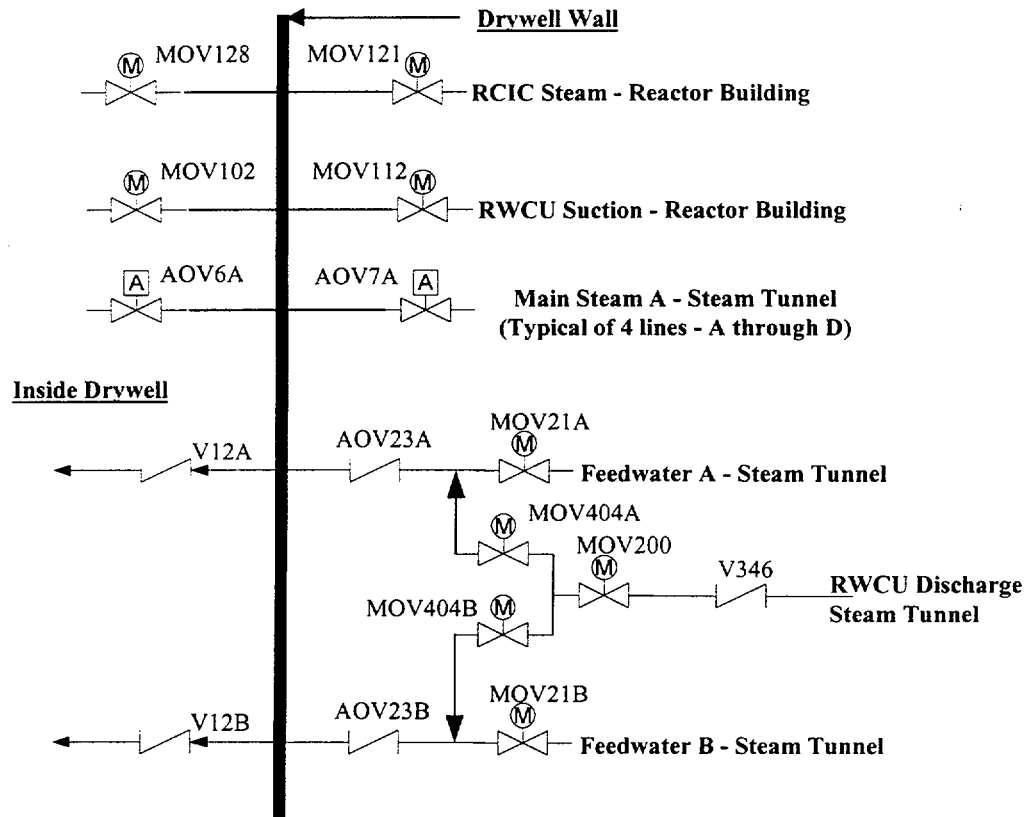 Drywell Wall
MOV128
MOV121
M
M
RCIC Steam - Reactor Building
MOV102
MOV112
M
M
RWCU Suction - Reactor Building
AOV6A
AOV7A
A
A
Main Steam A - Steam Tunnel
(Typical of 4 lines - A through D)
Inside Drywell
MOV21A
V12A
AOV23A
M
Feedwater A - Steam Tunnel
MOV404A
M
MOV200
M
V346
RWCU Discharge
Steam Tunnel
MOV404B
M
MOV21B
V12B
AOV23B
M
Feedwater B - Steam Tunnel